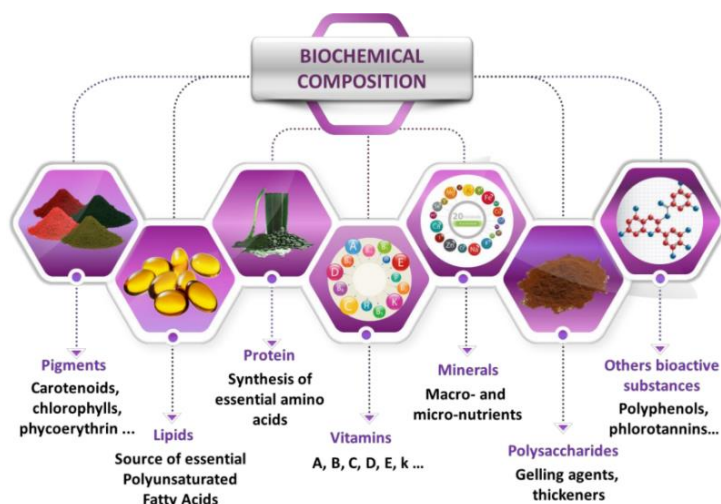 BIOCHEMICAL
COMPOSITION
Pigments
Carotenoids,
chlorophylls,
phycoerythrin ...
Lipids
Source of essential
Polyunsaturated
Fatty Acids
Protein
Synthesis of
essential amino
acids
Vitamins
A, B, C, D, E, k ...
Minerals
Macro- and
micro-nutrients
Polysaccharides
Gelling agents,
thickeners
Others bioactive
substances
Polyphenols,
phlorotannins...